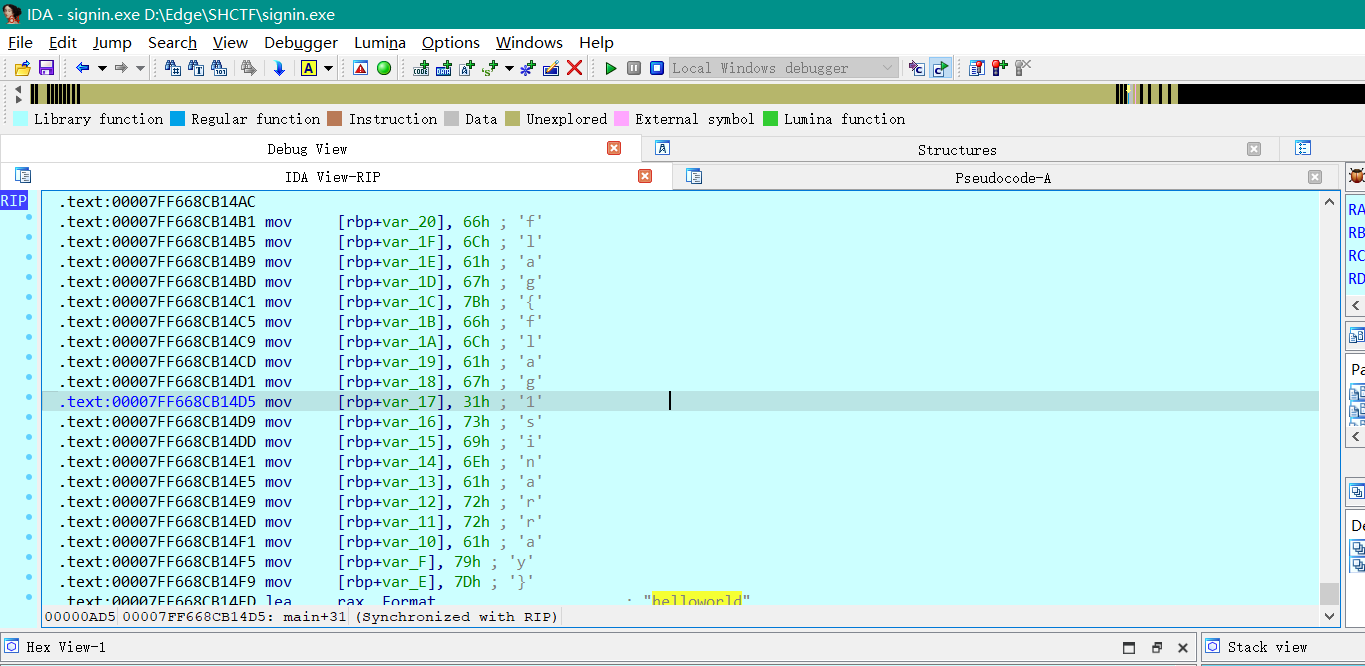 IDA - signin.exe D:\Edge\SHCTF\signin.exe
File Edit Jump Search View Debugger Lumina Options Windows Help
Local Windows debugger
Library function Regular function Instruction Data Unexplored External symbol Lumina function
Debug View Structures
IDA View-RIP Pseudocode-A
RIP .text:00007FF668CB14AC
.text:00007FF668CB14B1 mov [rbp+var_20], 66h ; 'f'
.text:00007FF668CB14B5 mov [rbp+var_1F], 6Ch ; 'l'
.text:00007FF668CB14B9 mov [rbp+var_1E], 61h ; 'a'
.text:00007FF668CB14BD mov [rbp+var_1D], 67h ; 'g'
.text:00007FF668CB14C1 mov [rbp+var_1C], 7Bh ; '{'
.text:00007FF668CB14C5 mov [rbp+var_1B], 66h ; 'f'
.text:00007FF668CB14C9 mov [rbp+var_1A], 6Ch ; 'l'
.text:00007FF668CB14CD mov [rbp+var_19], 61h ; 'a'
.text:00007FF668CB14D1 mov [rbp+var_18], 67h ; 'g'
.text:00007FF668CB14D5 mov [rbp+var_17], 31h ; '1'
.text:00007FF668CB14D9 mov [rbp+var_16], 73h ; 's'
.text:00007FF668CB14DD mov [rbp+var_15], 69h ; 'i'
.text:00007FF668CB14E1 mov [rbp+var_14], 6Eh ; 'n'
.text:00007FF668CB14E5 mov [rbp+var_13], 61h ; 'a'
.text:00007FF668CB14E9 mov [rbp+var_12], 72h ; 'r'
.text:00007FF668CB14ED mov [rbp+var_11], 72h ; 'r'
.text:00007FF668CB14F1 mov [rbp+var_10], 61h ; 'a'
.text:00007FF668CB14F5 mov [rbp+var_F], 79h ; 'y'
.text:00007FF668CB14F9 mov [rbp+var_E], 7Dh ; '}'
.text:00007FF668CB14FD lea rax, Format ; "helloworld"
00000AD5 00007FF668CB14D5: main+31 (Synchronized with RIP)
RA
RB
RC
RD
Pa
De
Hex View-1 Stack view